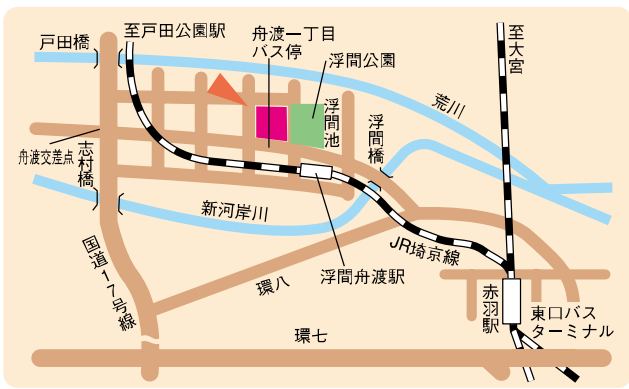 至戸田公園駅
戸田橋
舟渡一丁目
バス停
浮間公園
至大宮
荒川
浮間池
浮間橋
舟渡交差点
志村橋
新河岸川
JR埼京線
国道17号線
環八
浮間舟渡駅
赤羽駅
東口バス
ターミナル
環七